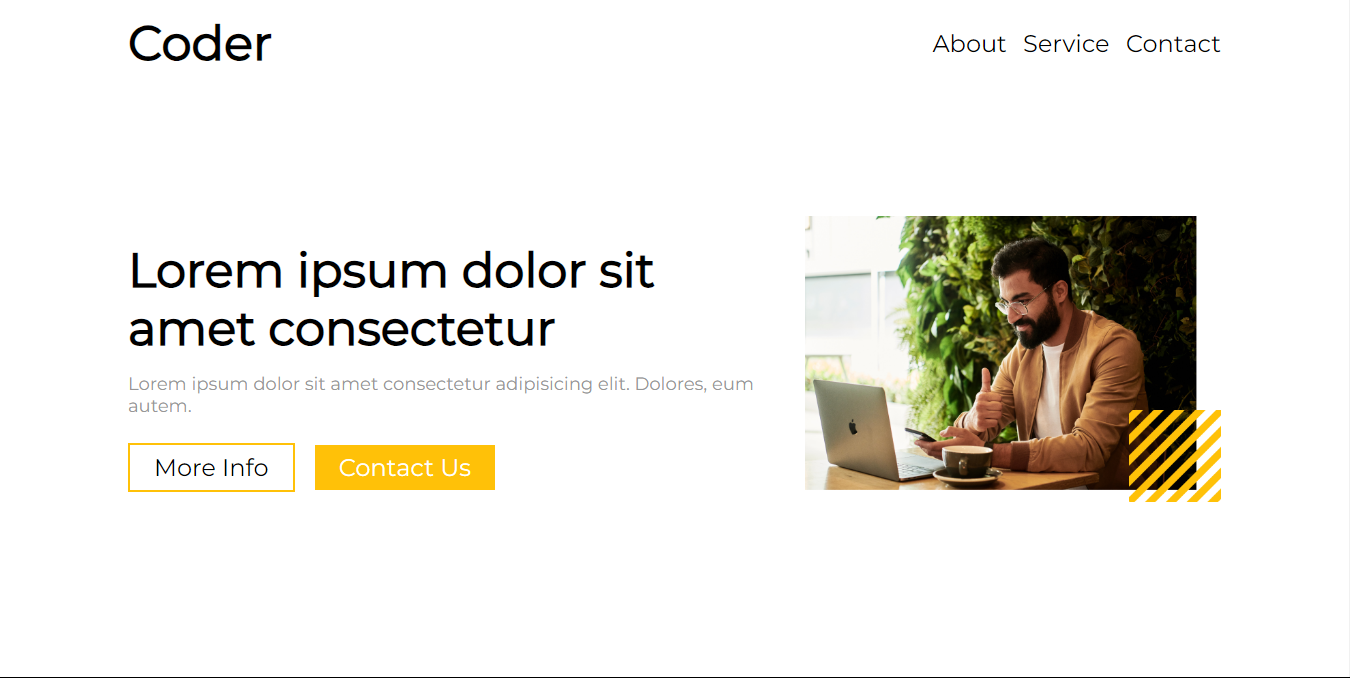 Coder
About Service Contact
Lorem ipsum dolor sit
amet consectetur
Lorem ipsum dolor sit amet consectetur adipisicing elit. Dolores, eum
autem.
More Info Contact Us